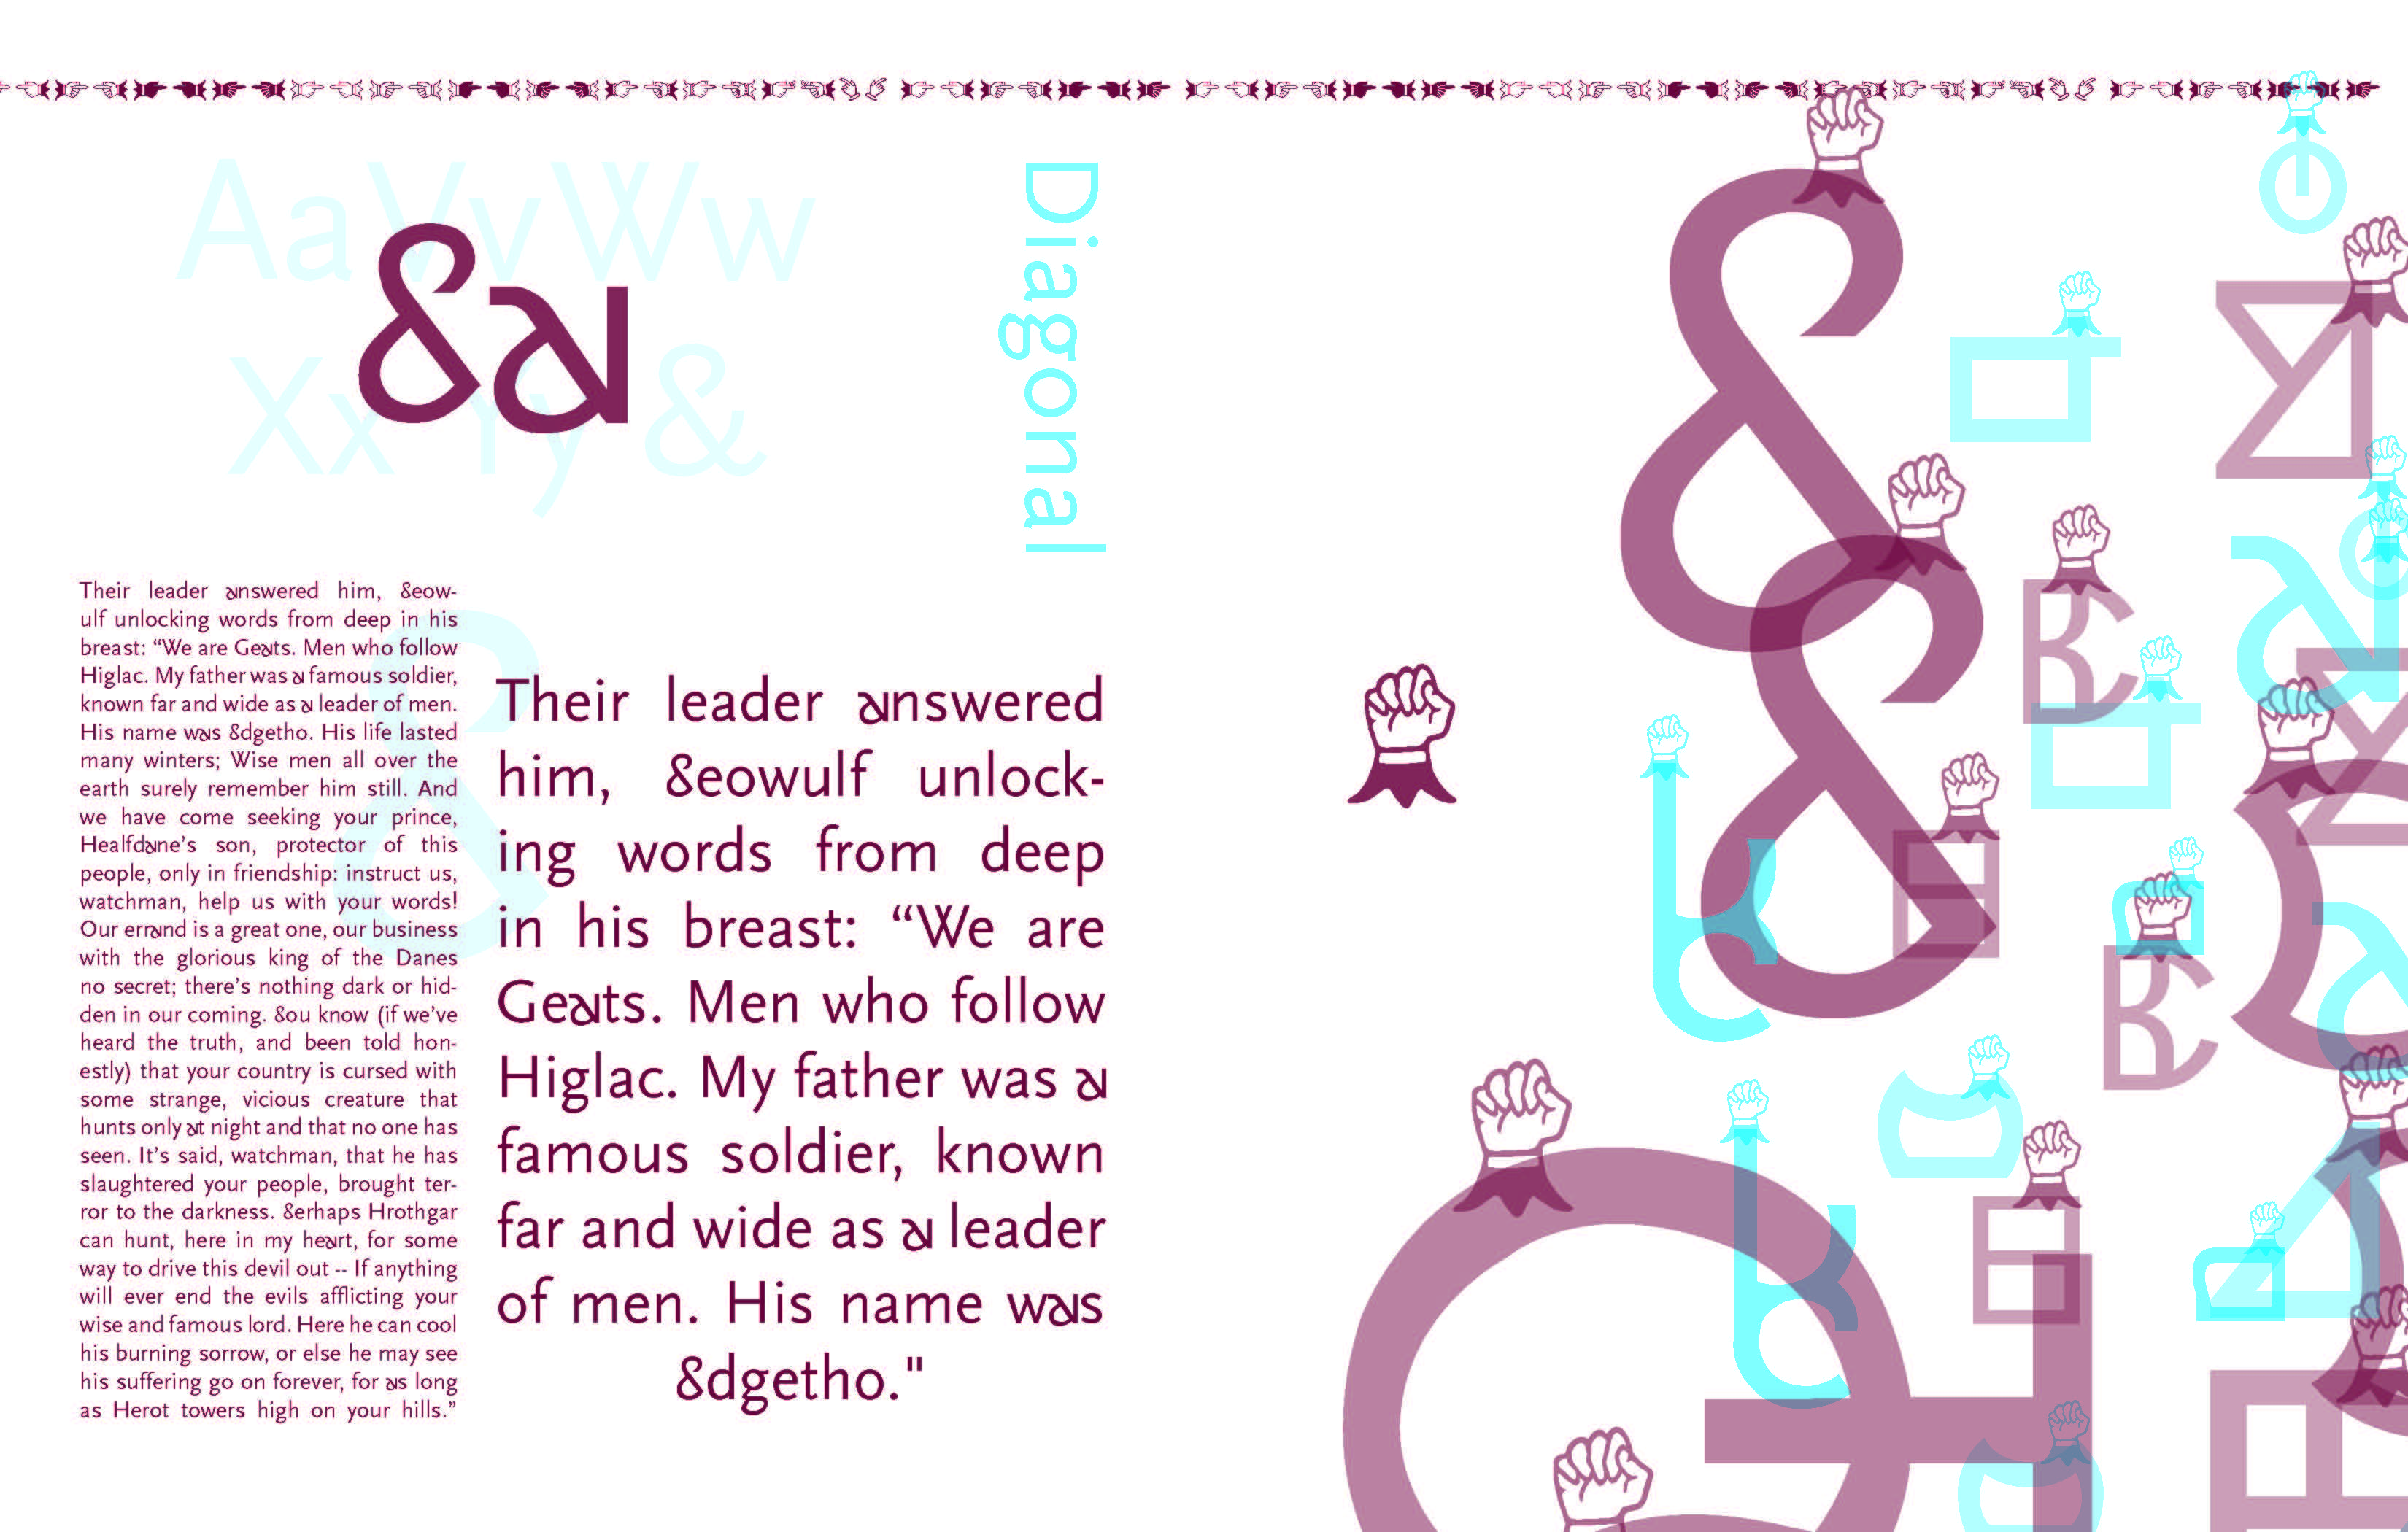 AaVvWw
&a
XxYy&
Diagonal
Their leader answered him, &eow-
ulf unlocking words from deep in his
breast: “We are Geats. Men who follow
Higlac. My father was a famous soldier,
known far and wide as a leader of men.
His name was &dgetho. His life lasted
many winters; Wise men all over the
earth surely remember him still. And
we have come seeking your prince,
Healfdane’s son, protector of this
people, only in friendship: instruct us,
watchman, help us with your words!
Our errand is a great one, our business
with the glorious king of the Danes
no secret; there’s nothing dark or hid-
den in our coming. &ou know (if we’ve
heard the truth, and been told hon-
estly) that your country is cursed with
some strange, vicious creature that
hunts only at night and that no one has
seen. It’s said, watchman, that he has
slaughtered your people, brought ter-
ror to the darkness. &erhaps Hrothgar
can hunt, here in my heart, for some
way to drive this devil out -- If anything
will ever end the evils afflicting your
wise and famous lord. Here he can cool
his burning sorrow, or else he may see
his suffering go on forever, for as long
as Herot towers high on your hills.”
&
Their leader answered
him, &eowulf unlock-
ing words from deep
in his breast: “We are
Geats. Men who follow
Higlac. My father was a
famous soldier, known
far and wide as a leader
of men. His name was
&dgetho."
&
&